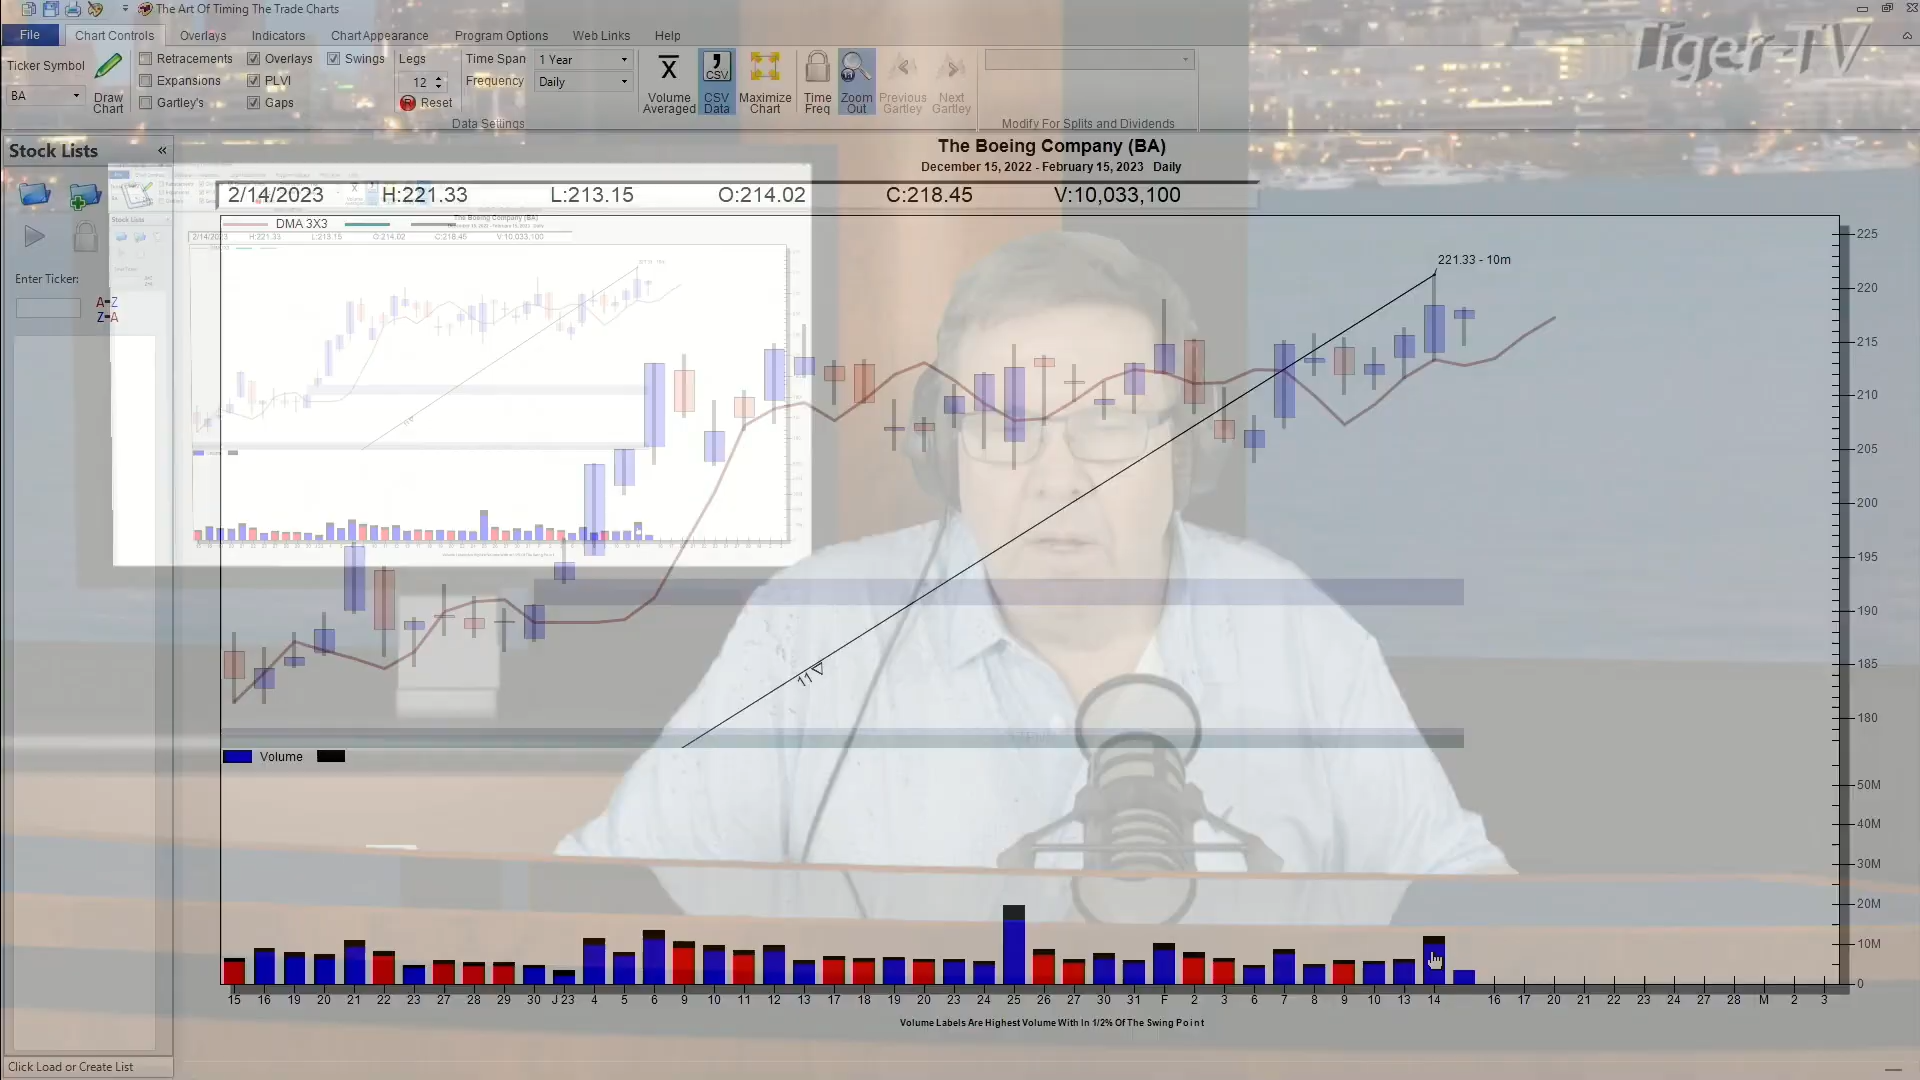 The Art Of Timing The Trade Charts
File Chart Controls Overlays Indicators Chart Appearance Program Options Web Links Help
Tiger-TV
Ticker Symbol
BA
Draw Chart
Retracements
Expansions
Gartley's
Overlays
PLVI
Gaps
Swings
Legs
12
Reset
Time Span 1 Year
Frequency Daily
Volume Averaged
CSV Data
Maximize Chart
Time Freq
Zoom Out
Previous Gartley
Next Gartley
Data Settings
Modify For Splits and Dividends
Stock Lists
«
Enter Ticker:
A-Z
Z-A
Click Load or Create List
The Boeing Company (BA)
December 15, 2022 - February 15, 2023 Daily
2/14/2023 H:221.33 L:213.15 O:214.02 C:218.45 V:10,033,100
DMA 3X3
221.33 - 10m
11
225
220
215
210
205
200
195
190
185
180
Volume
50M
40M
30M
20M
10M
0
15 16 19 20 21 22 23 27 28 29 30 J 23 4 5 6 9 10 11 12 13 17 18 19 20 23 24 25 26 27 30 31 F 2 3 6 7 8 9 10 13 14 16 17 20 21 22 23 24 27 28 M 2 3
Volume Labels Are Highest Volume With In 1/2% Of The Swing Point